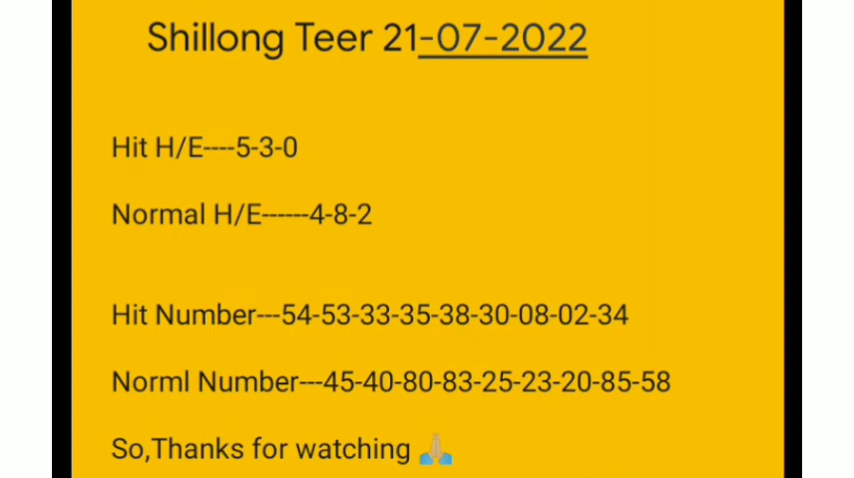 Shillong Teer 21-07-2022
Hit H/E----5-3-0
Normal H/E------4-8-2
Hit Number---54-53-33-35-38-30-08-02-34
Norml Number---45-40-80-83-25-23-20-85-58
So,Thanks for watching 🙏